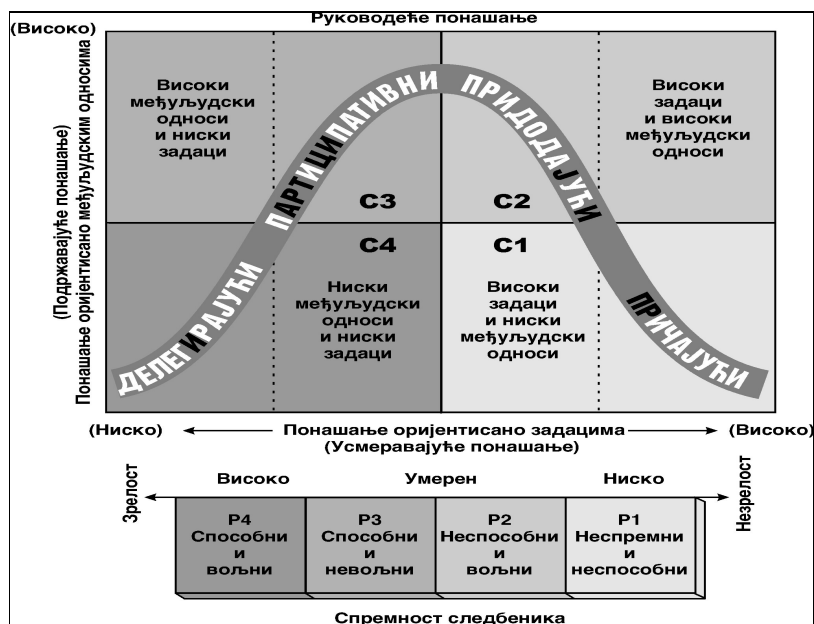 Руководеће понашање
(Високо)
Понашање оријентисано међуљудским односима
(Подржавајуће понашање)
Високи
међуљудски
односи
и ниски
задаци
Високи
задаци
и високи
међуљудски
односи
ДЕЛЕГИРАЈУЋИ
ПАРТИЦИПАТИВНИ
ПРИДОДАЈУЋИ
ПРИЧАЈУЋИ
С3
С2
С4
С1
Ниски
међуљудски
односи
и ниски
задаци
Високи
задаци
и ниски
међуљудски
односи
(Ниско)
Понашање оријентисано задацима
(Високо)
(Усмеравајуће понашање)
Зрелост
Високо
Умерен
Ниско
Незрелост
Р4
Способни
и
вољни
Р3
Способни
и
невољни
Р2
Неспособни
и
вољни
Р1
Неспремни
и
неспособни
Спремност следбеника